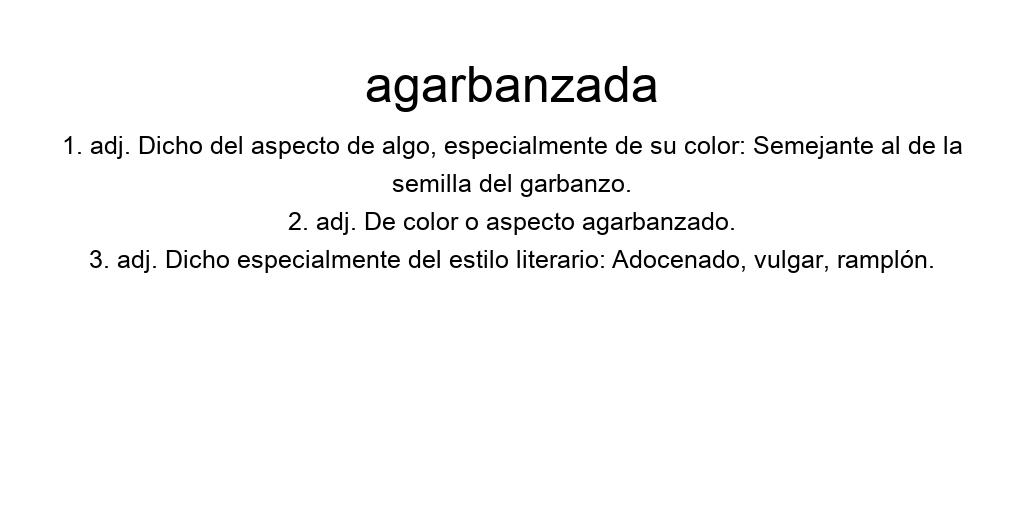 agarbanzada
1. adj. Dicho del aspecto de algo, especialmente de su color: Semejante al de la
semilla del garbanzo.
2. adj. De color o aspecto agarbanzado.
3. adj. Dicho especialmente del estilo literario: Adocenado, vulgar, ramplón.